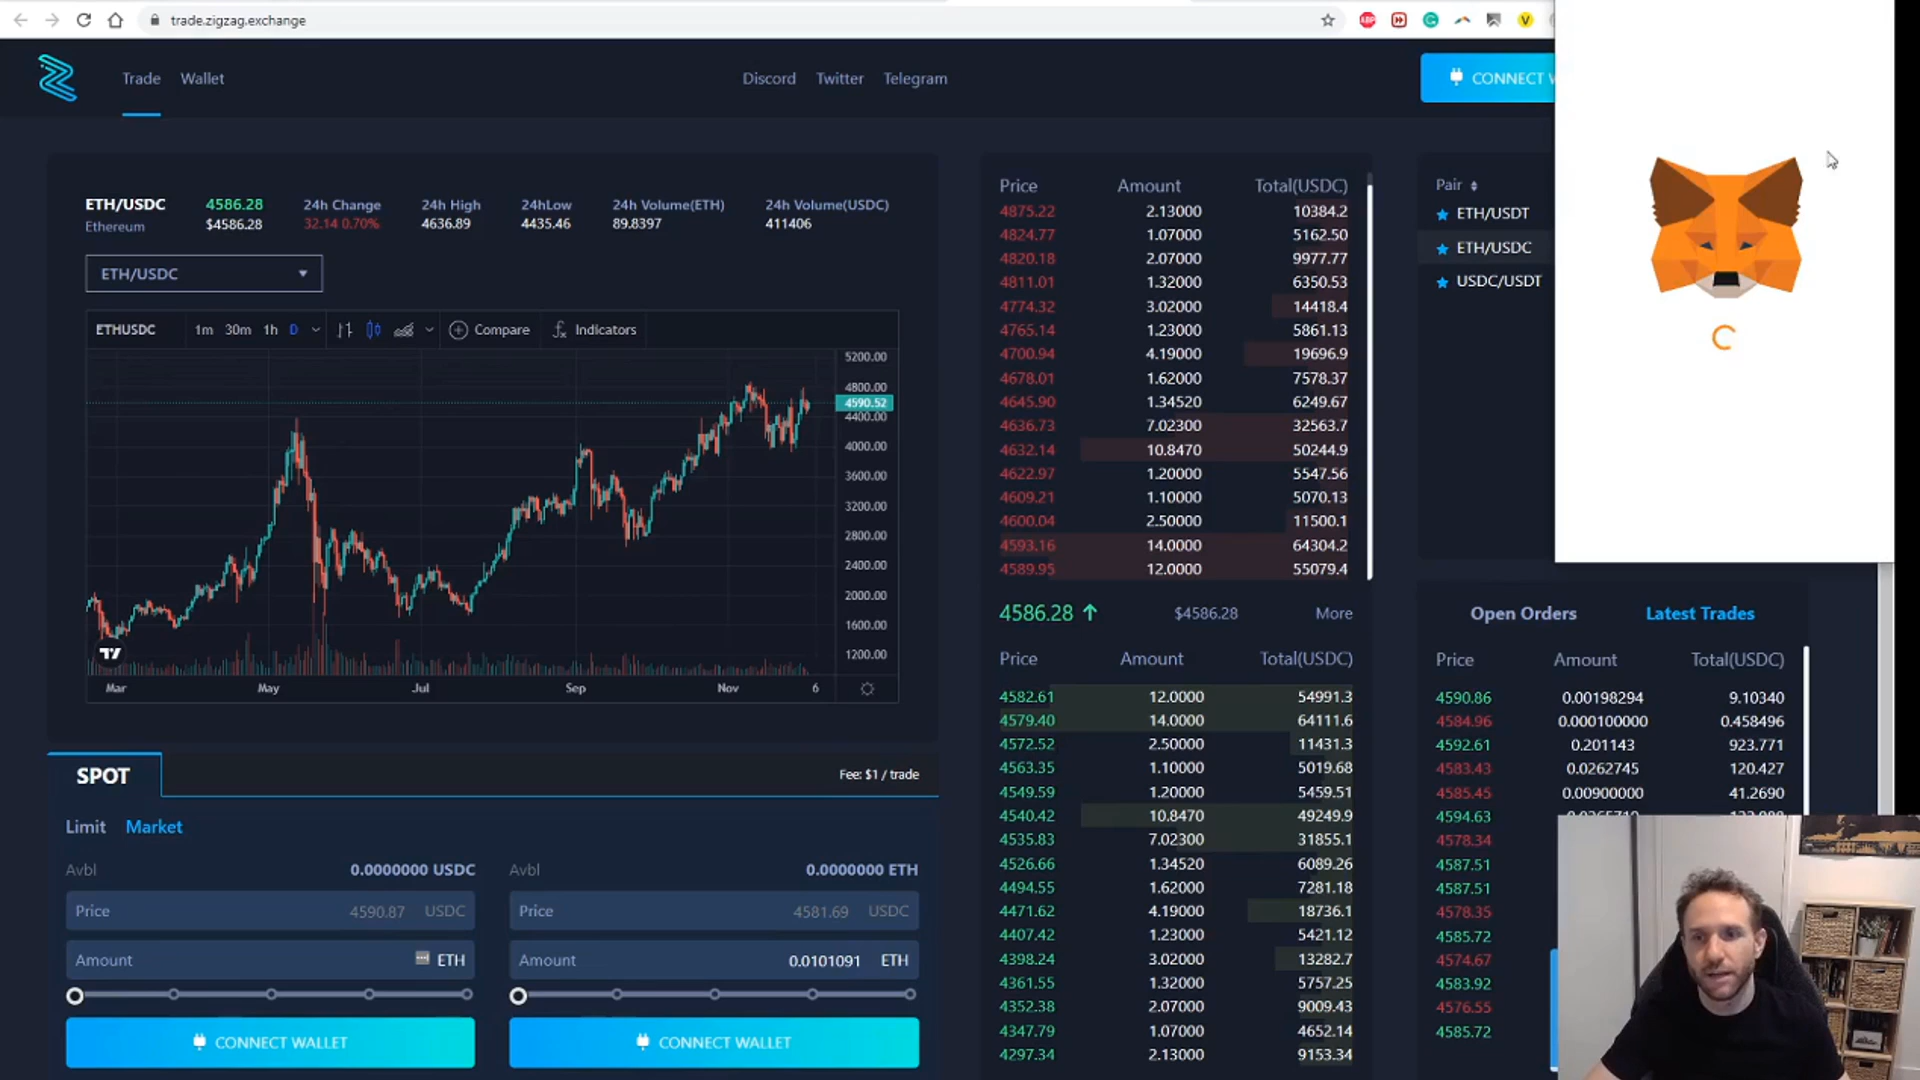 trade.zigzag.exchange
Trade Wallet
Discord Twitter Telegram
CONNECT W
ETH/USDC 4586.28 24h Change 24h High 24hLow 24h Volume(ETH) 24h Volume(USDC)
Ethereum $4586.28 32.14 0.70% 4636.89 4435.46 89.8397 411406
ETH/USDC
ETHUSDC 1m 30m 1h D Compare Indicators
5200.00
4800.00
4590.52
4400.00
4000.00
3600.00
3200.00
2800.00
2400.00
2000.00
1600.00
1200.00
Mar May Jul Sep Nov 6
SPOT Fee: $1 / trade
Limit Market
Avbl 0.0000000 USDC
Price 4590.87 USDC
Amount ETH
CONNECT WALLET
Avbl 0.0000000 ETH
Price 4581.69 USDC
Amount 0.0101091 ETH
CONNECT WALLET
Price Amount Total(USDC)
4875.22 2.13000 10384.2
4824.77 1.07000 5162.50
4820.18 2.07000 9977.77
4811.01 1.32000 6350.53
4774.32 3.02000 14418.4
4765.14 1.23000 5861.13
4700.94 4.19000 19696.9
4678.01 1.62000 7578.37
4645.90 1.34520 6249.67
4636.73 7.02300 32563.7
4632.14 10.8470 50244.9
4622.97 1.20000 5547.56
4609.21 1.10000 5070.13
4600.04 2.50000 11500.1
4593.16 14.0000 64304.2
4589.95 12.0000 55079.4
4586.28 $4586.28 More
Price Amount Total(USDC)
4582.61 12.0000 54991.3
4579.40 14.0000 64111.6
4572.52 2.50000 11431.3
4563.35 1.10000 5019.68
4549.59 1.20000 5459.51
4540.42 10.8470 49249.9
4535.83 7.02300 31855.1
4526.66 1.34520 6089.26
4494.55 1.62000 7281.18
4471.62 4.19000 18736.1
4407.42 1.23000 5421.12
4398.24 3.02000 13282.7
4361.55 1.32000 5757.25
4352.38 2.07000 9009.43
4347.79 1.07000 4652.14
4297.34 2.13000 9153.34
Pair
ETH/USDT
ETH/USDC
USDC/USDT
Open Orders Latest Trades
Price Amount Total(USDC)
4590.86 0.00198294 9.10340
4584.96 0.000100000 0.458496
4592.61 0.201143 923.771
4583.43 0.0262745 120.427
4585.45 0.00900000 41.2690
4594.63
4578.34
4587.51
4587.51
4578.35
4585.72
4574.67
4583.92
4576.55
4585.72